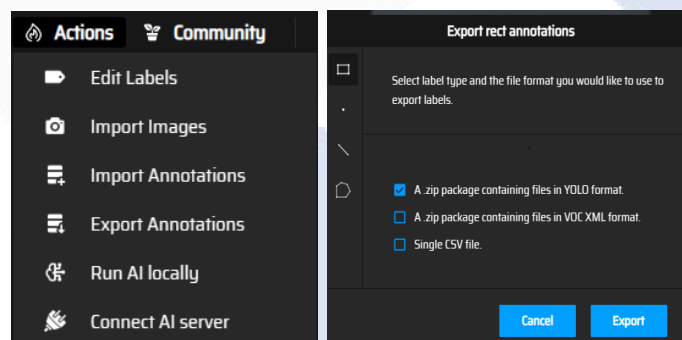 Actions Community
Edit Labels
Import Images
Import Annotations
Export Annotations
Run AI locally
Connect AI server
Export rect annotations
Select label type and the file format you would like to use to
export labels.
A .zip package containing files in YOLO format.
A .zip package containing files in VOC XML format.
Single CSV file.
Cancel Export